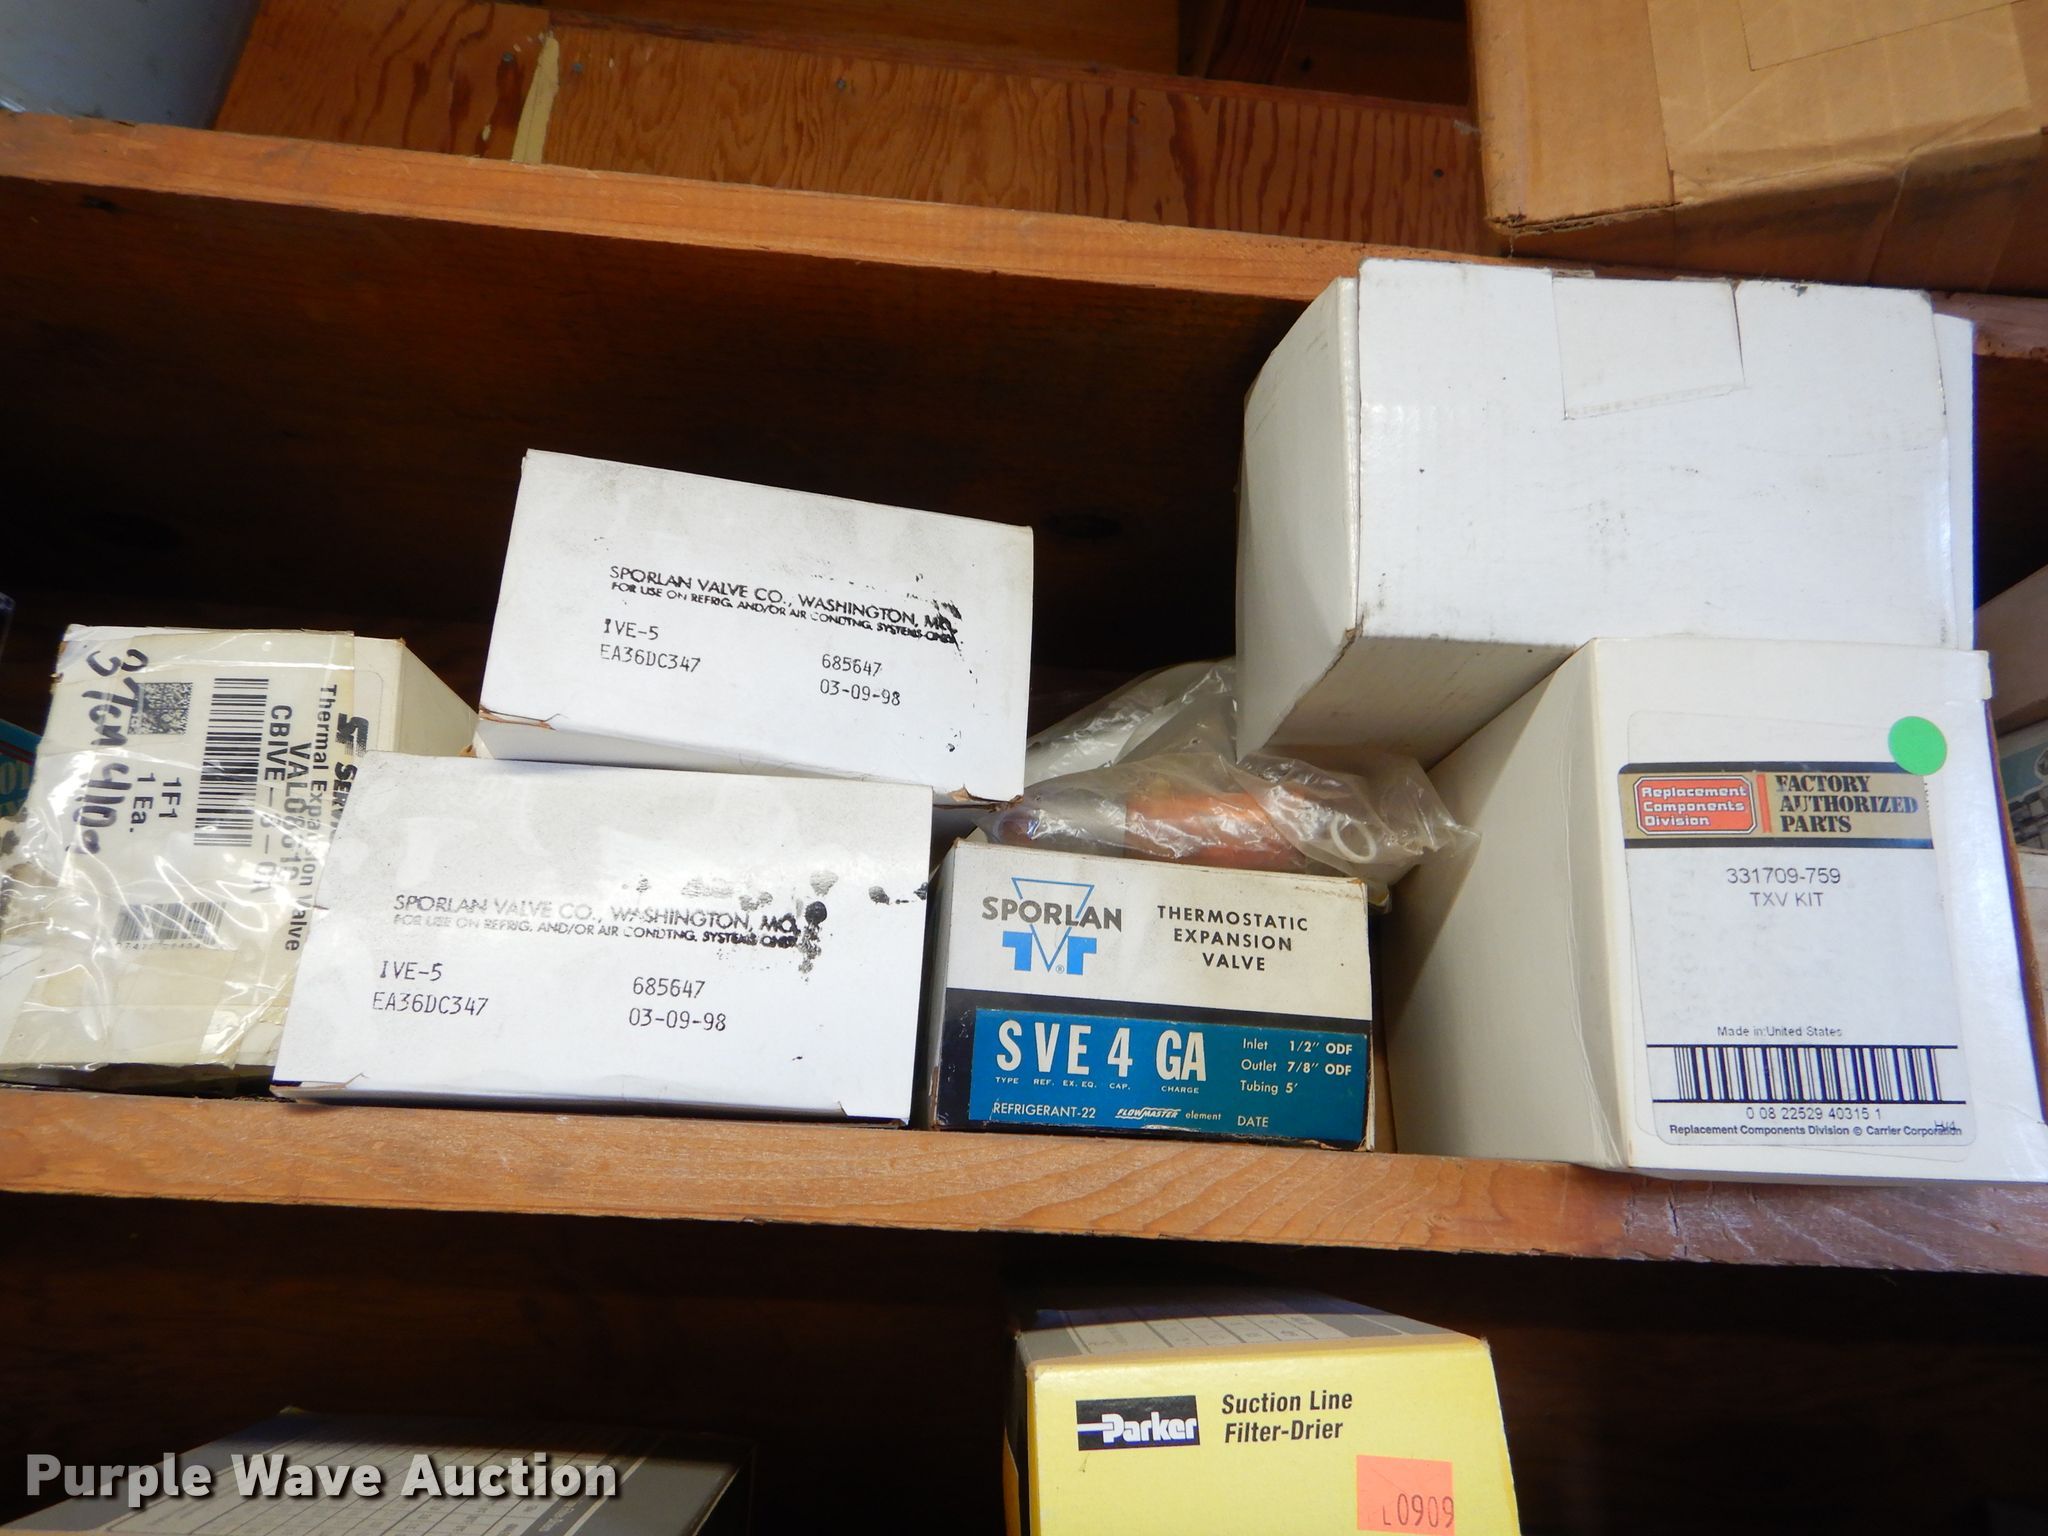 SPORLAN VALVE CO., WASHINGTON, MO.
FOR USE ON REFRIG. AND/OR AIR CONDTNG. SYSTEMS ONLY
IVE-5
EA36DC347
685647
03-09-98
1F1
1 Ea.
Thermal Expansion Valve
SPORLAN VALVE CO., WASHINGTON, MO.
FOR USE ON REFRIG. AND/OR AIR CONDTNG. SYSTEMS ONLY
IVE-5
EA36DC347
685647
03-09-98
SPORLAN
THERMOSTATIC
EXPANSION
VALVE
SVE 4 GA
TYPE REF. EX. EQ. CAP. CHARGE
Inlet 1/2" ODF
Outlet 7/8" ODF
Tubing 5'
REFRIGERANT-22 FLOWMASTER element DATE
Replacement
Components
Division
FACTORY
AUTHORIZED
PARTS
331709-759
TXV KIT
Made in:United States
0 08 22529 40315 1
Replacement Components Division © Carrier Corporation
Parker
Suction Line
Filter-Drier
L0909
Purple Wave Auction